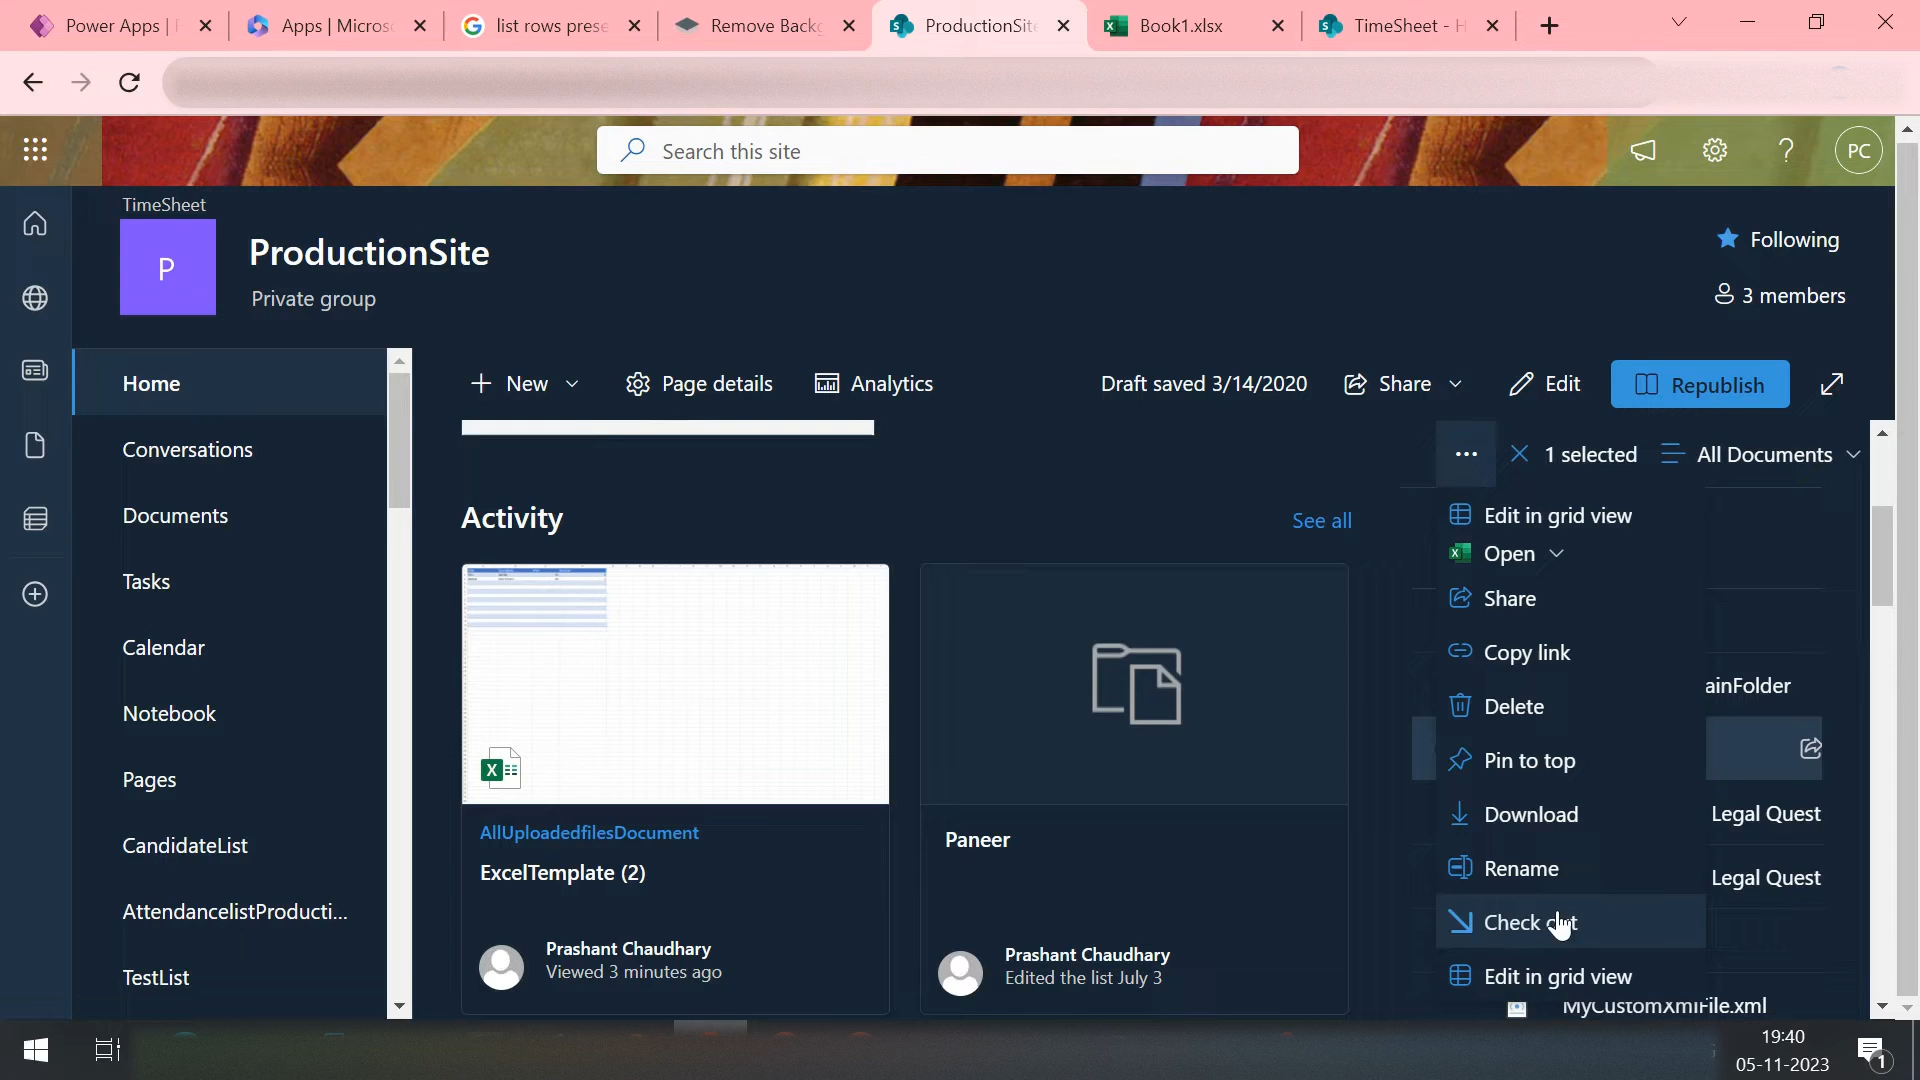 Power Apps |
Apps | Micros
list rows prese
Remove Backg
ProductionSite
Book1.xlsx
TimeSheet - H
Search this site
PC
TimeSheet
P
ProductionSite
Private group
Following
3 members
Home
Conversations
Documents
Tasks
Calendar
Notebook
Pages
CandidateList
AttendancelistProducti...
TestList
New
Page details
Analytics
Draft saved 3/14/2020
Share
Edit
Republish
Activity
See all
AllUploadedfilesDocument
ExcelTemplate (2)
Prashant Chaudhary
Viewed 3 minutes ago
Paneer
Prashant Chaudhary
Edited the list July 3
1 selected
All Documents
Edit in grid view
Open
Share
Copy link
Delete
Pin to top
Download
Rename
Check out
Edit in grid view
ainFolder
Legal Quest
Legal Quest
MyCustomXmlFile.xml
19:40
05-11-2023
1